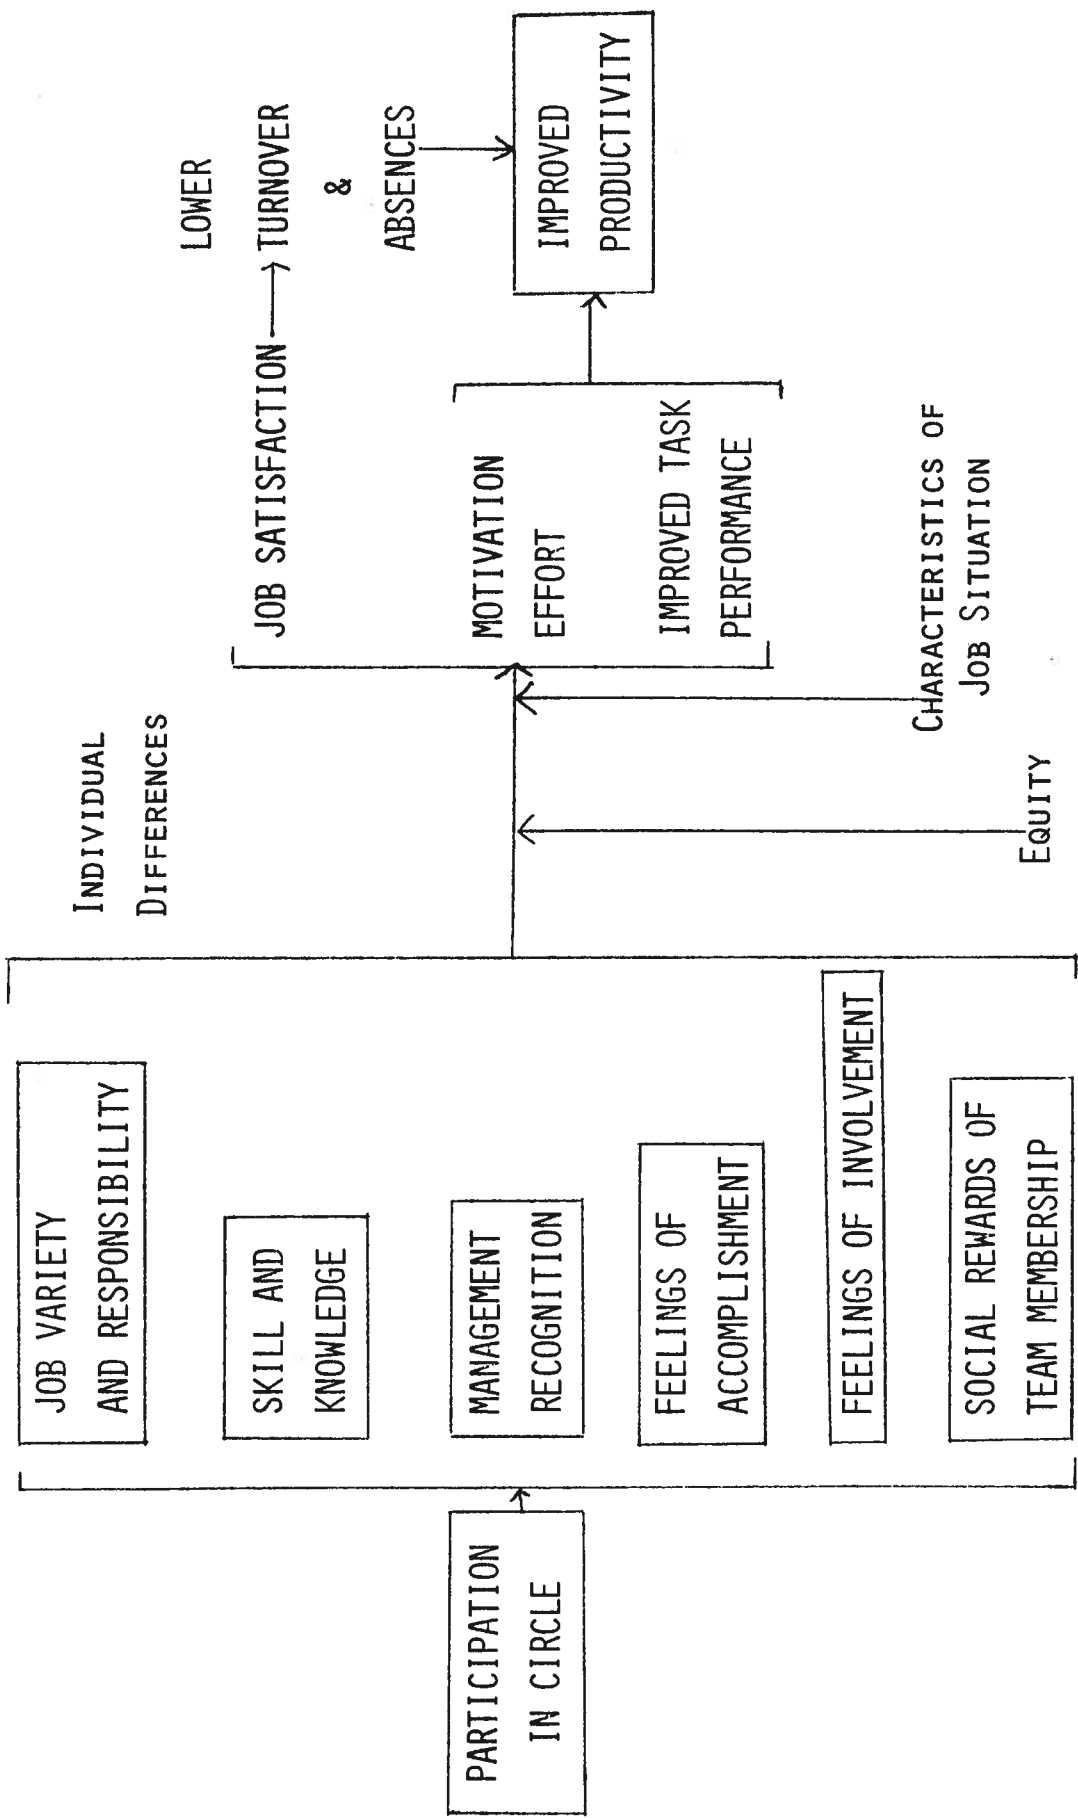 PARTICIPATION
IN CIRCLE
JOB VARIETY
AND RESPONSIBILITY
SKILL AND
KNOWLEDGE
MANAGEMENT
RECOGNITION
FEELINGS OF
ACCOMPLISHMENT
FEELINGS OF INVOLVEMENT
SOCIAL REWARDS OF
TEAM MEMBERSHIP
INDIVIDUAL
DIFFERENCES
EQUITY
CHARACTERISTICS OF
JOB SITUATION
JOB SATISFACTION
MOTIVATION
EFFORT
IMPROVED TASK
PERFORMANCE
LOWER
TURNOVER
&
ABSENCES
IMPROVED
PRODUCTIVITY